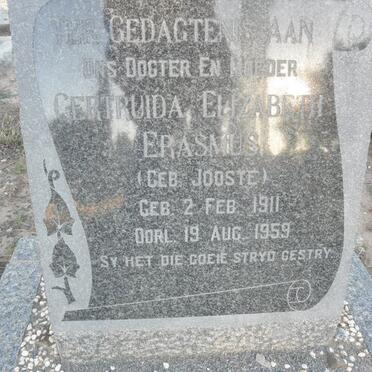 TER GEDAGTENIS AAN
ONS DOGTER EN MOEDER
GERTRUIDA ELIZABETH
ERASMUS
(GEB. JOOSTE)
GEB. 2 FEB. 1911
OORL. 19 AUG. 1959
SY HET DIE GOEIE STRYD GESTRY